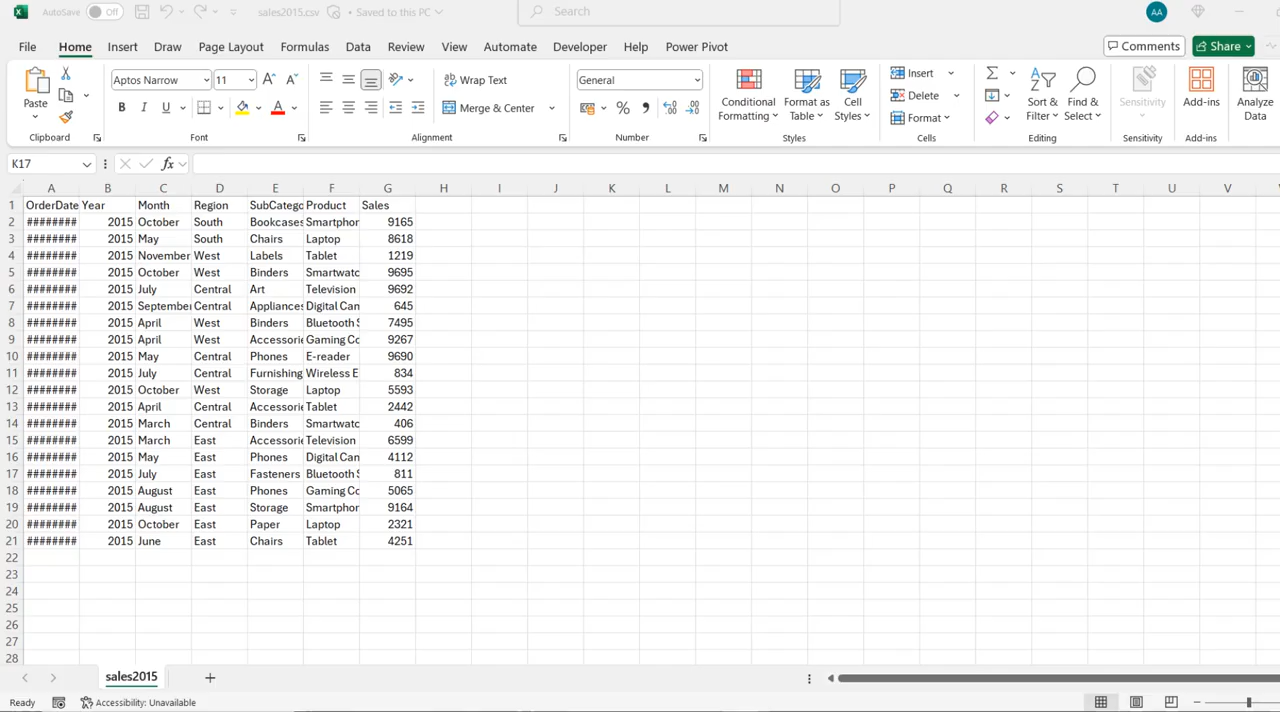 AutoSave Off sales2015.csv • Saved to this PC Search AA
File Home Insert Draw Page Layout Formulas Data Review View Automate Developer Help Power Pivot Comments Share
Paste Aptos Narrow 11 A A Wrap Text General Conditional Formatting Format as Table Cell Styles Insert Delete Format Sort & Filter Find & Select Sensitivity Add-ins Analyze Data
B I U A Merge & Center % ,
Clipboard Font Alignment Number Styles Cells Editing Sensitivity Add-ins
K17 fx
A B C D E F G H I J K L M N O P Q R S T U V
1 OrderDate Year Month Region SubCatego Product Sales
2 ######## 2015 October South Bookcases Smartphor 9165
3 ######## 2015 May South Chairs Laptop 8618
4 ######## 2015 November West Labels Tablet 1219
5 ######## 2015 October West Binders Smartwatc 9695
6 ######## 2015 July Central Art Television 9692
7 ######## 2015 September Central Appliances Digital Can 645
8 ######## 2015 April West Binders Bluetooth S 7495
9 ######## 2015 April West Accessorie Gaming Co 9267
10 ######## 2015 May Central Phones E-reader 9690
11 ######## 2015 July Central Furnishing Wireless E 834
12 ######## 2015 October West Storage Laptop 5593
13 ######## 2015 April Central Accessorie Tablet 2442
14 ######## 2015 March Central Binders Smartwatc 406
15 ######## 2015 March East Accessorie Television 6599
16 ######## 2015 May East Phones Digital Can 4112
17 ######## 2015 July East Fasteners Bluetooth S 811
18 ######## 2015 August East Phones Gaming Co 5065
19 ######## 2015 August East Storage Smartphor 9164
20 ######## 2015 October East Paper Laptop 2321
21 ######## 2015 June East Chairs Tablet 4251
22
23
24
25
26
27
28
sales2015
Ready Accessibility: Unavailable